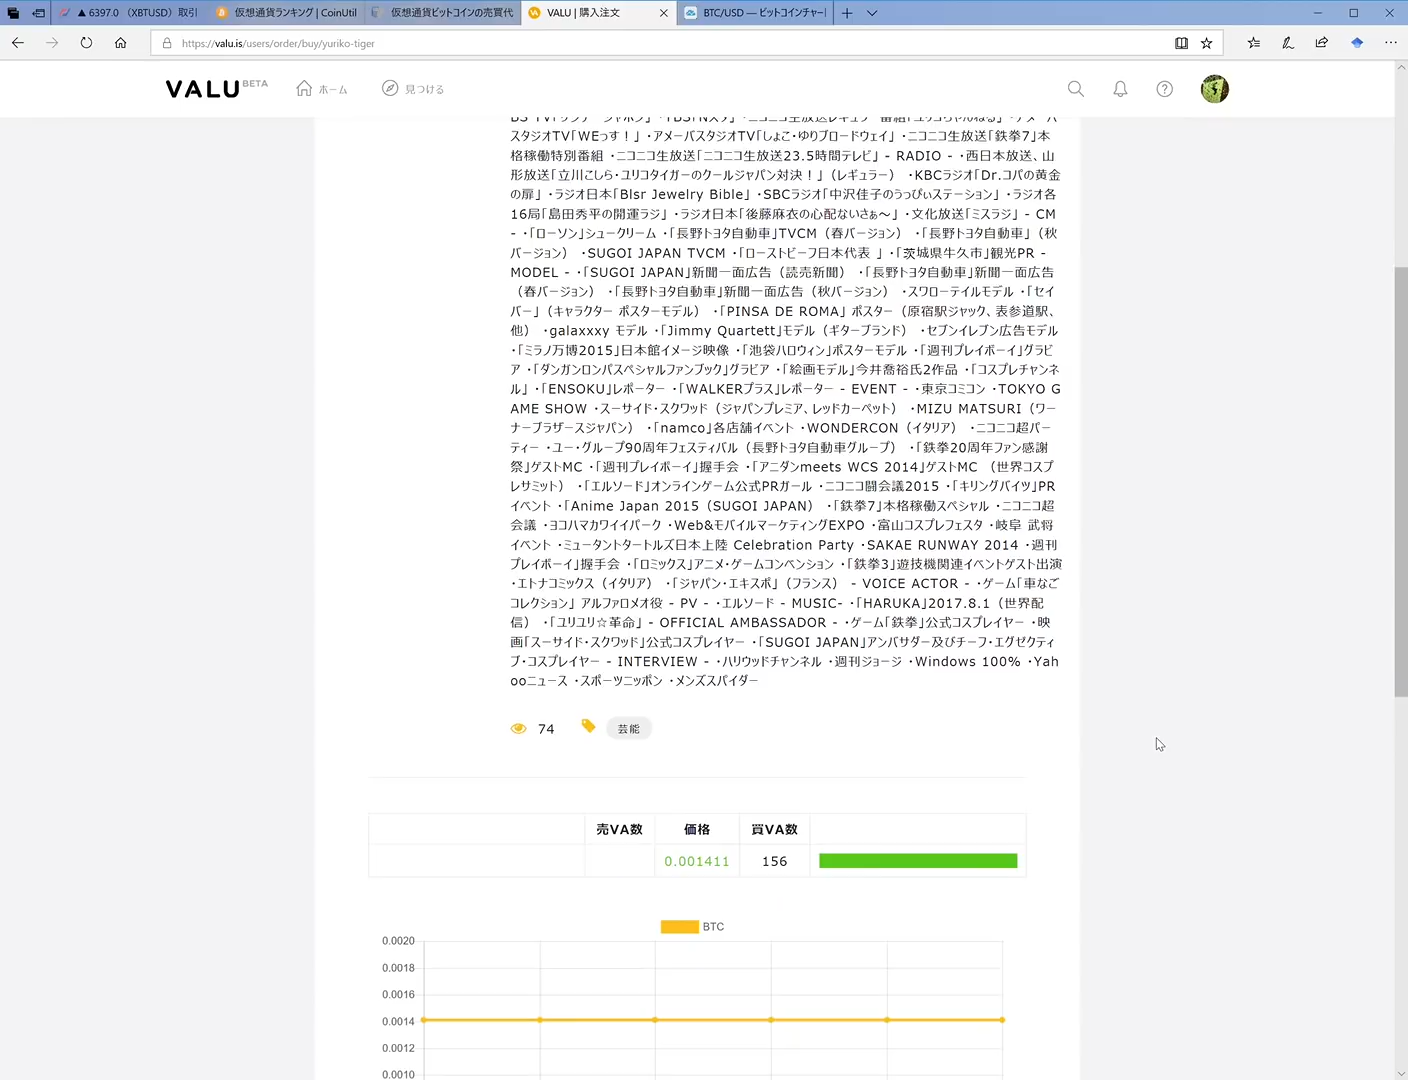 ▲ 6397.0 （XBTUSD）取引
仮想通貨ランキング | CoinUtil
仮想通貨ビットコインの売買代
VALU | 購入注文
BTC/USD — ビットコインチャート
https://valu.is/users/order/buy/yuriko-tiger
VALU BETA
ホーム
見つける
スタジオTV「WEっす！」 ・アメーバスタジオTV「しょこ・ゆりブロードウェイ」 ・ニコニコ生放送「鉄拳7」本
格稼働特別番組 ・ニコニコ生放送「ニコニコ生放送23.5時間テレビ」 - RADIO - ・西日本放送、山
形放送「立川こしら・ユリコタイガーのクールジャパン対決！」（レギュラー） ・KBCラジオ「Dr.コパの黄金
の扉」 ・ラジオ日本「Blsr Jewelry Bible」 ・SBCラジオ「中沢佳子のうっぴぃステーション」 ・ラジオ各
16局「島田秀平の開運ラジ」 ・ラジオ日本「後藤麻衣の心配ないさぁ～」 ・文化放送「ミスラジ」 - CM
- ・「ローソン」シュークリーム ・「長野トヨタ自動車」TVCM（春バージョン） ・「長野トヨタ自動車」（秋
バージョン） ・SUGOI JAPAN TVCM ・「ローストビーフ日本代表 」 ・「茨城県牛久市」観光PR -
MODEL - ・「SUGOI JAPAN」新聞一面広告（読売新聞） ・「長野トヨタ自動車」新聞一面広告
（春バージョン） ・「長野トヨタ自動車」新聞一面広告（秋バージョン） ・スワローテイルモデル ・「セイ
バー」（キャラクター ポスターモデル） ・「PINSA DE ROMA」 ポスター（原宿駅ジャック、表参道駅、
他） ・galaxxxy モデル ・「Jimmy Quartett」モデル（ギターブランド） ・セブンイレブン広告モデル
・「ミラノ万博2015」日本館イメージ映像 ・「池袋ハロウィン」ポスターモデル ・「週刊プレイボーイ」グラビ
ア ・「ダンガンロンパスペシャルファンブック」グラビア ・「絵画モデル」今井喬裕氏2作品 ・「コスプレチャンネ
ル」 ・「ENSOKU」レポーター ・「WALKERプラス」レポーター - EVENT - ・東京コミコン ・TOKYO G
AME SHOW ・スーサイド・スクワッド（ジャパンプレミア、レッドカーペット） ・MIZU MATSURI（ワー
ナーブラザースジャパン） ・「namco」各店舗イベント ・WONDERCON（イタリア） ・ニコニコ超パー
ティー ・ユー・グループ90周年フェスティバル（長野トヨタ自動車グループ） ・「鉄拳20周年ファン感謝
祭」ゲストMC ・「週刊プレイボーイ」握手会 ・「アニダンmeets WCS 2014」ゲストMC （世界コスプ
レサミット） ・「エルソード」オンラインゲーム公式PRガール ・ニコニコ闘会議2015 ・「キリングバイツ」PR
イベント ・「Anime Japan 2015（SUGOI JAPAN） ・「鉄拳7」本格稼働スペシャル ・ニコニコ超
会議 ・ヨコハマカワイイパーク ・Web&モバイルマーケティングEXPO ・富山コスプレフェスタ ・岐阜 武将
イベント ・ミュータントタートルズ日本上陸 Celebration Party ・SAKAE RUNWAY 2014 ・週刊
プレイボーイ」握手会 ・「ロミックス」アニメ・ゲームコンベンション ・「鉄拳3」遊技機関連イベントゲスト出演
・エトナコミックス（イタリア） ・「ジャパン・エキスポ」（フランス） - VOICE ACTOR - ・ゲーム「車なご
コレクション」 アルファロメオ役 - PV - ・エルソード - MUSIC- ・「HARUKA」2017.8.1（世界配
信） ・「ユリユリ☆革命」 - OFFICIAL AMBASSADOR - ・ゲーム「鉄拳」公式コスプレイヤー ・映
画「スーサイド・スクワッド」公式コスプレイヤー ・「SUGOI JAPAN」アンバサダー及びチーフ・エグゼクティ
ブ・コスプレイヤー - INTERVIEW - ・ハリウッドチャンネル ・週刊ジョージ ・Windows 100% ・Yah
ooニュース ・スポーツニッポン ・メンズスパイダー
74 芸能
売VA数 価格 買VA数
0.001411 156
BTC
0.0020
0.0018
0.0016
0.0014
0.0012
0.0010